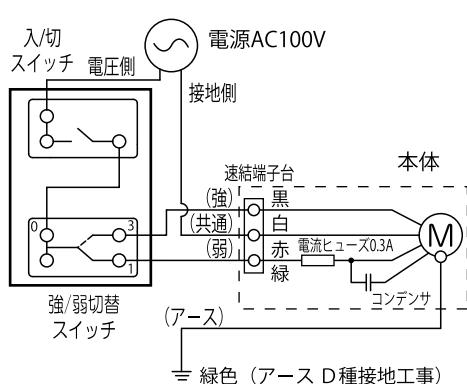 入/切
スイッチ
電圧側
電源AC100V
接地側
速結端子台
本体
(強)
黒
(共通)
白
(弱)
赤
電流ヒューズ0.3A
緑
コンデンサ
M
0
3
1
強/弱切替
スイッチ
(アース)
緑色（アース D種接地工事）